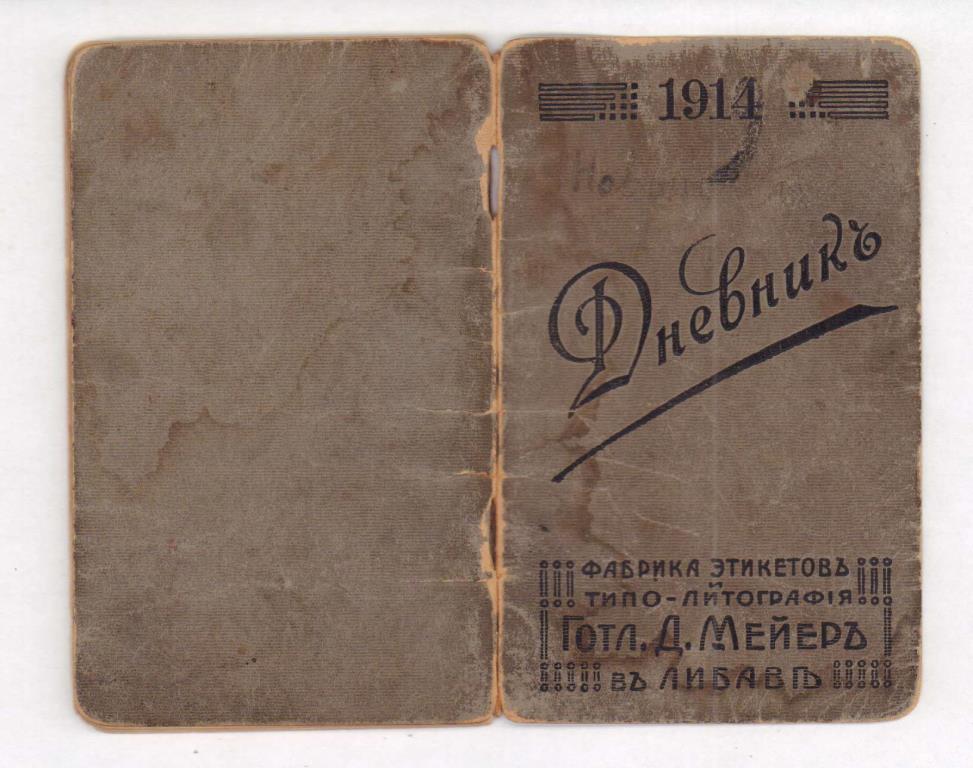 1914
Дневникъ
ФАБРИКА ЭТИКЕТОВЪ
И
ТИПО-ЛИТОГРАФІЯ
ГОТЛ. Д. МЕЙЕРЪ
ВЪ ЛИБАВѢ